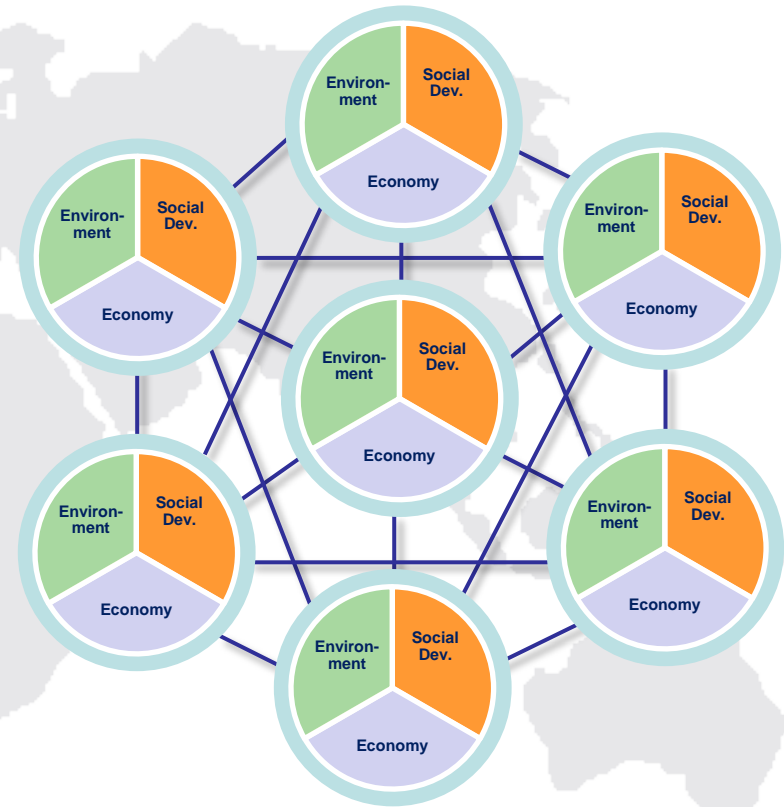 Environ-
ment
Social
Dev.
Economy
Environ-
ment
Social
Dev.
Economy
Environ-
ment
Social
Dev.
Economy
Environ-
ment
Social
Dev.
Economy
Environ-
ment
Social
Dev.
Economy
Environ-
ment
Social
Dev.
Economy
Environ-
ment
Social
Dev.
Economy